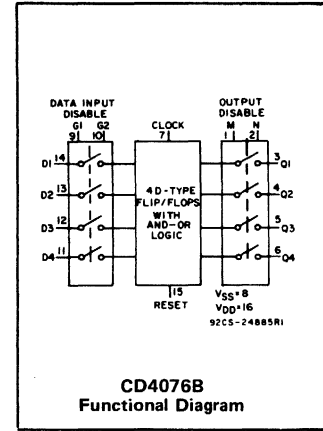 DATA INPUT
DISABLE
G1 G2
9 10
CLOCK
7
OUTPUT
DISABLE
M N
1 2
D1 14
3 Q1
D2 13
4 Q2
D3 12
5 Q3
D4 11
6 Q4
4 D-TYPE
FLIP/FLOPS
WITH
AND-OR
LOGIC
15
RESET
VSS=8
VDD=16
92CS-24885R1
CD4076B
Functional Diagram